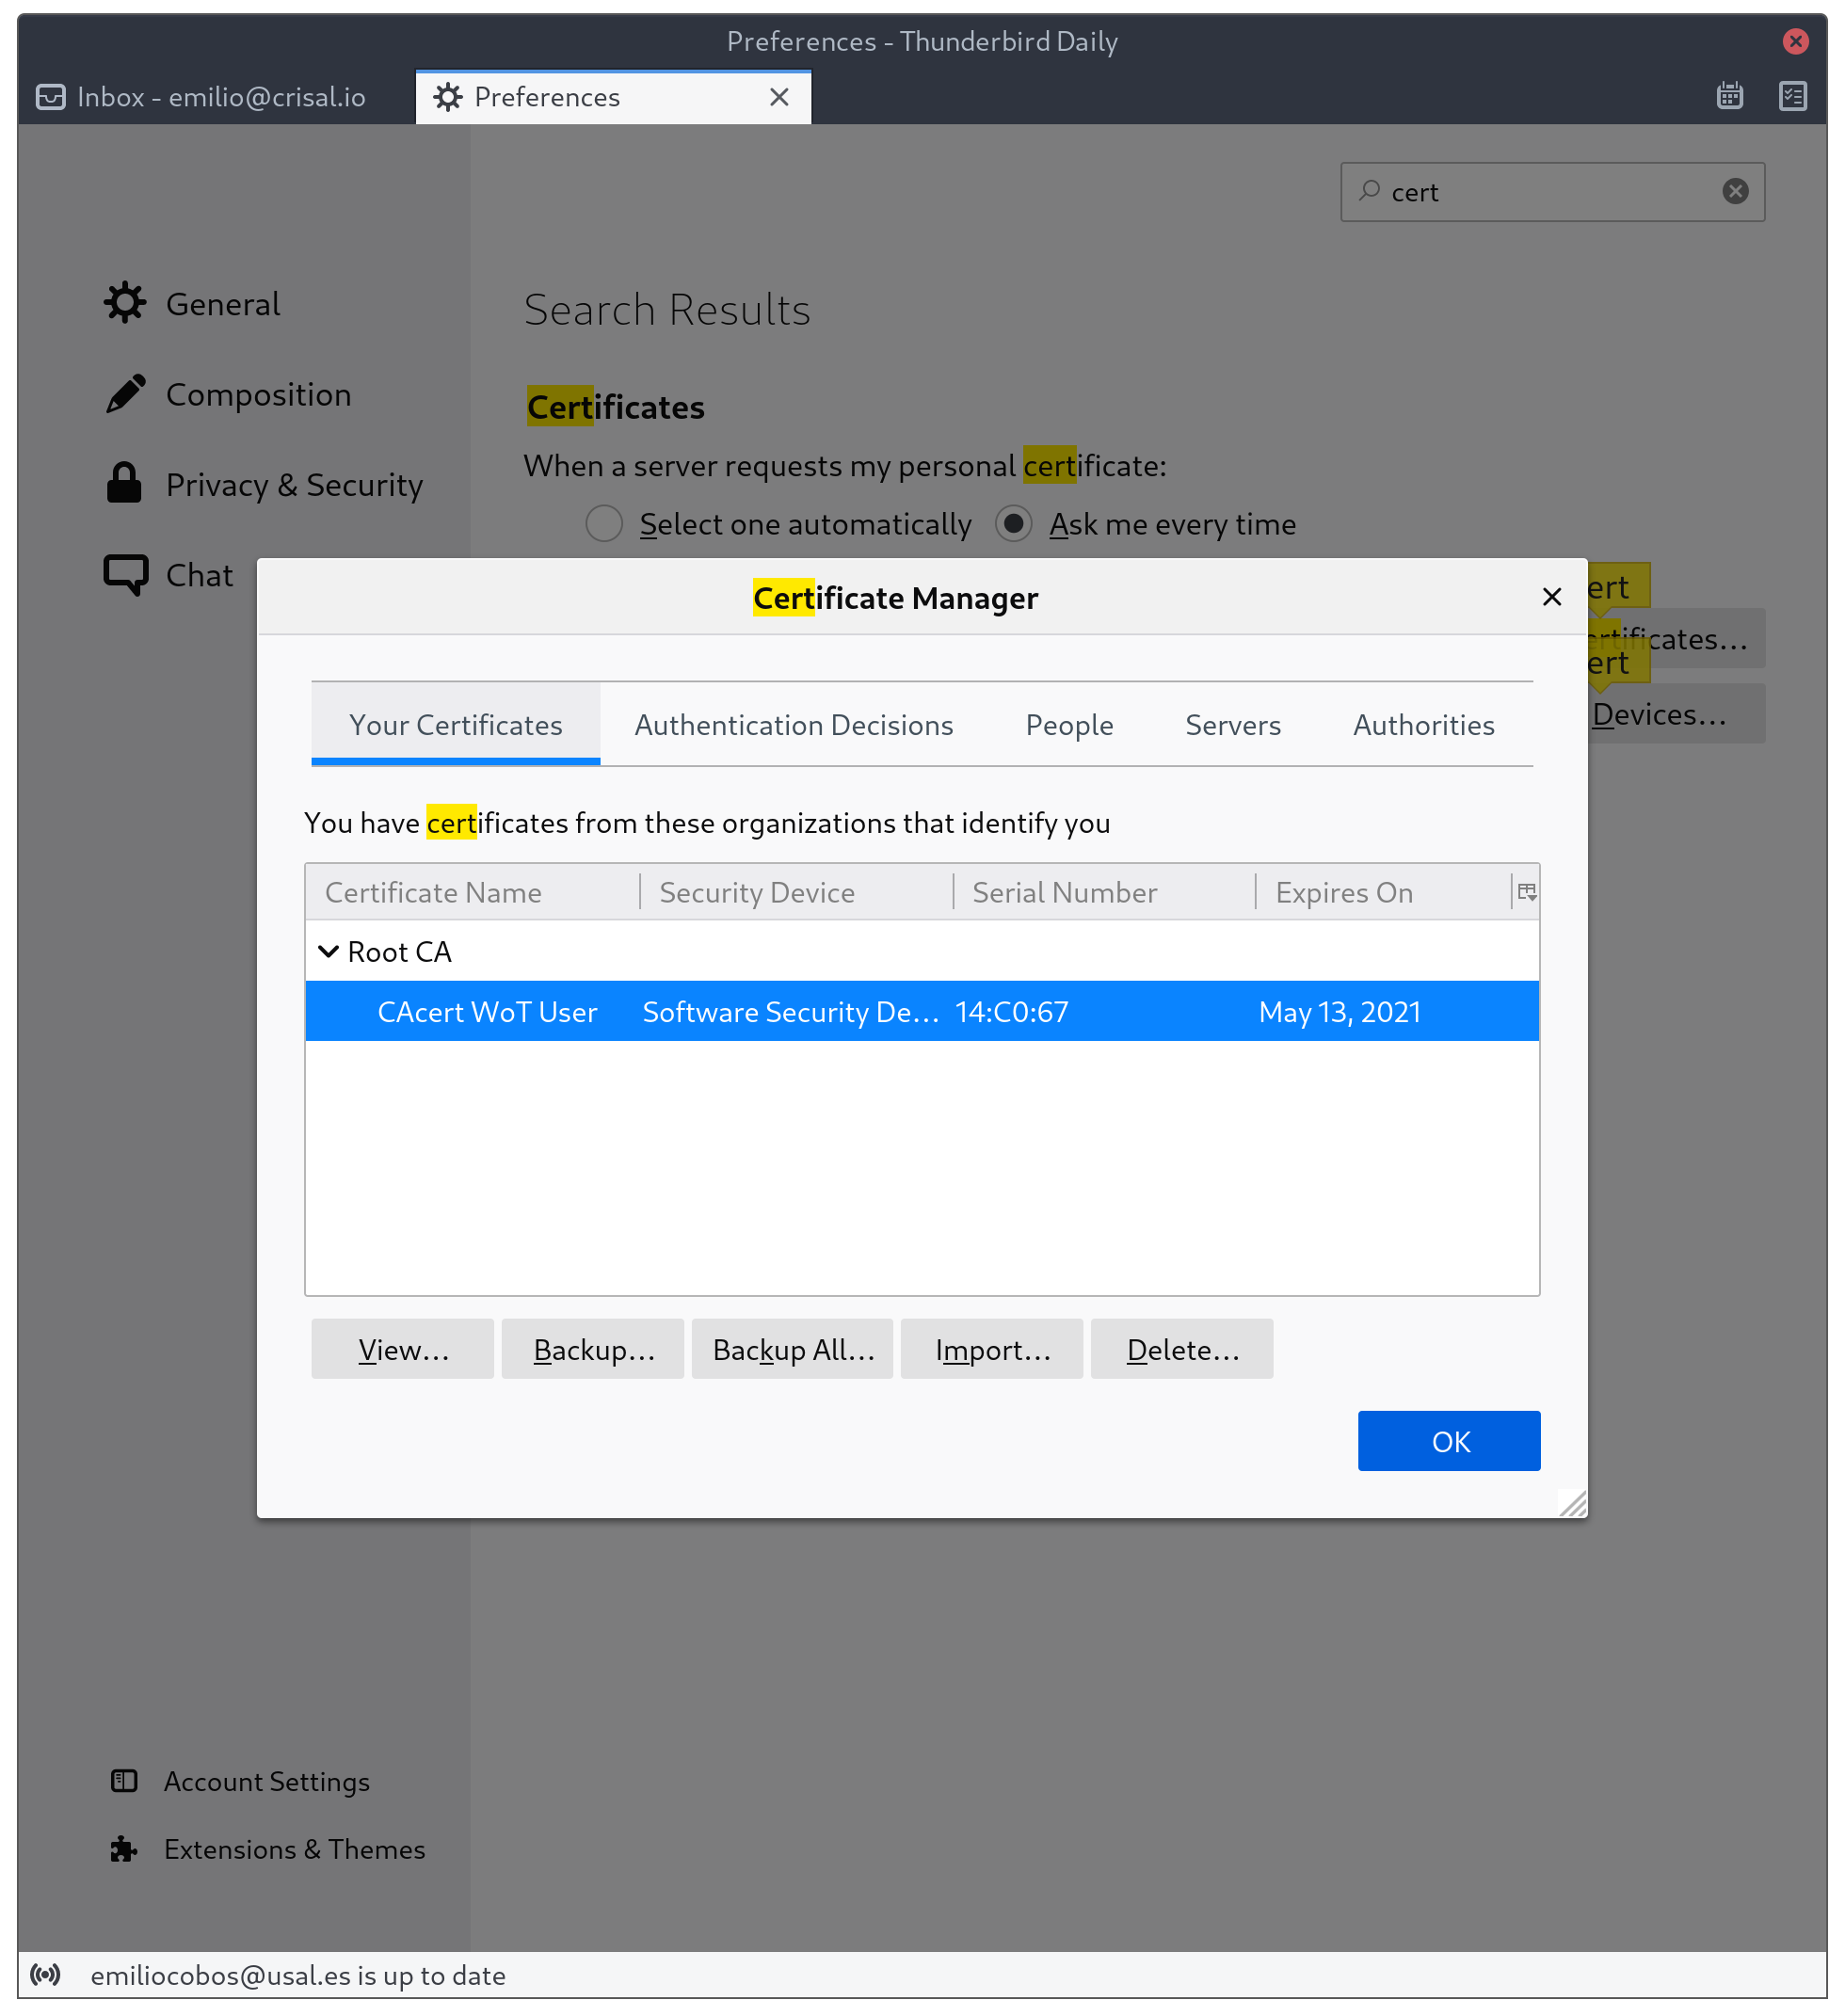 Preferences - Thunderbird Daily
Inbox - emilio@crisal.io
Preferences
cert
General
Composition
Privacy & Security
Chat
Search Results
Certificates
When a server requests my personal certificate:
Select one automatically Ask me every time
ert
ertificates...
ert
Devices...
Certificate Manager
Your Certificates Authentication Decisions People Servers Authorities
You have certificates from these organizations that identify you
Certificate Name Security Device Serial Number Expires On
Root CA
CAcert WoT User Software Security De... 14:C0:67 May 13, 2021
View... Backup... Backup All... Import... Delete...
OK
Account Settings
Extensions & Themes
emiliocobos@usal.es is up to date